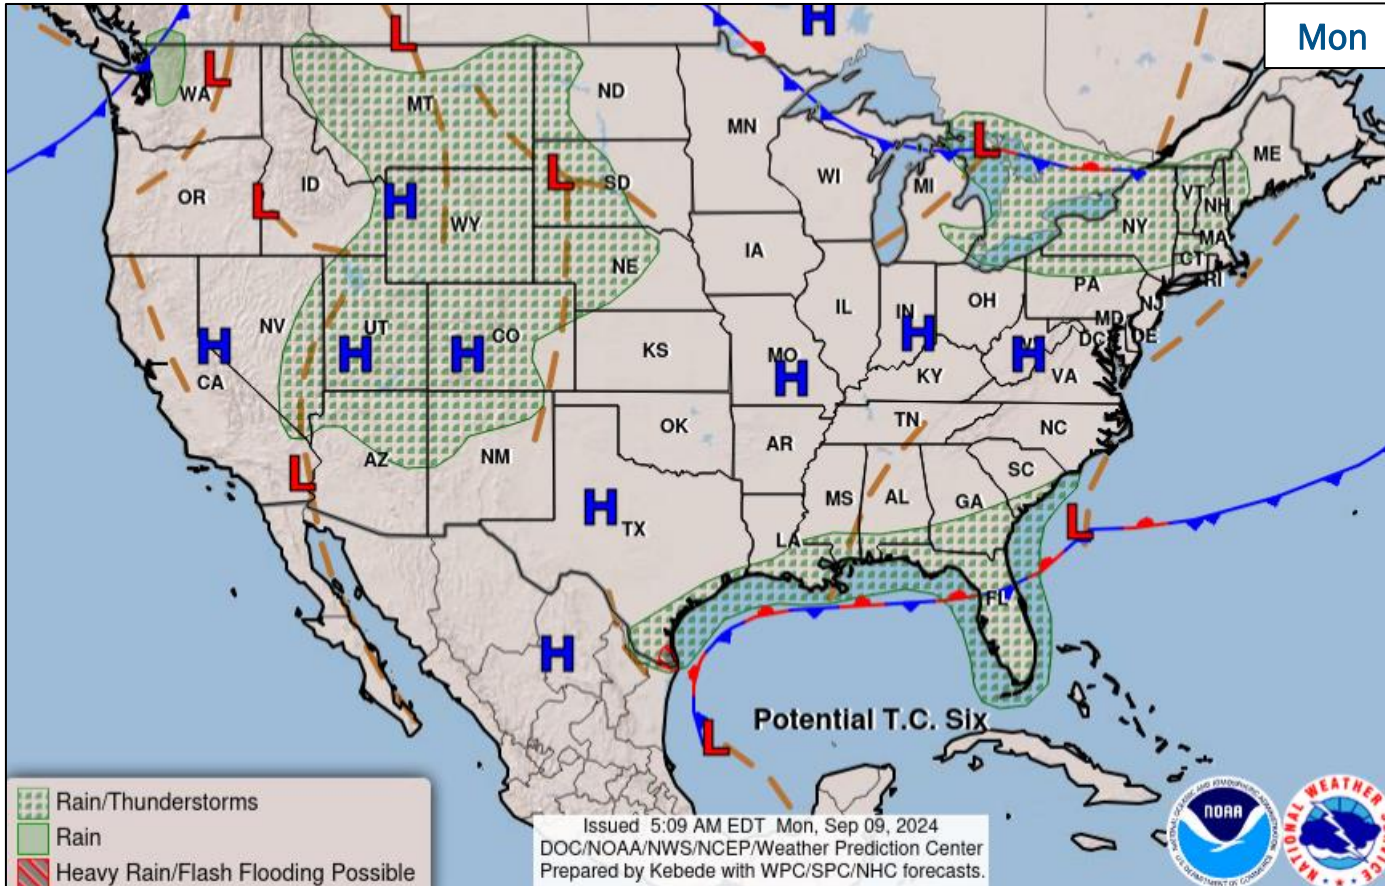 Mon
L
H
L
WA
MT
ND
MN
ME
L
WI
MI
VT
NH
OR
L
ID
H
WY
L
SD
NY
MA
CT
RI
IA
NE
PA
NJ
OH
IL
IN
MD
DE
DC
NV
UT
CO
H
CA
H
H
KS
MO
H
H
H
KY
VA
TN
NC
OK
AR
AZ
NM
SC
L
MS
AL
GA
H
TX
LA
L
FL
H
L
Potential T.C. Six
Rain/Thunderstorms
Rain
Heavy Rain/Flash Flooding Possible
Issued 5:09 AM EDT Mon, Sep 09, 2024
DOC/NOAA/NWS/NCEP/Weather Prediction Center
Prepared by Kebede with WPC/SPC/NHC forecasts.
NOAA
NATIONAL WEATHER SERVICE